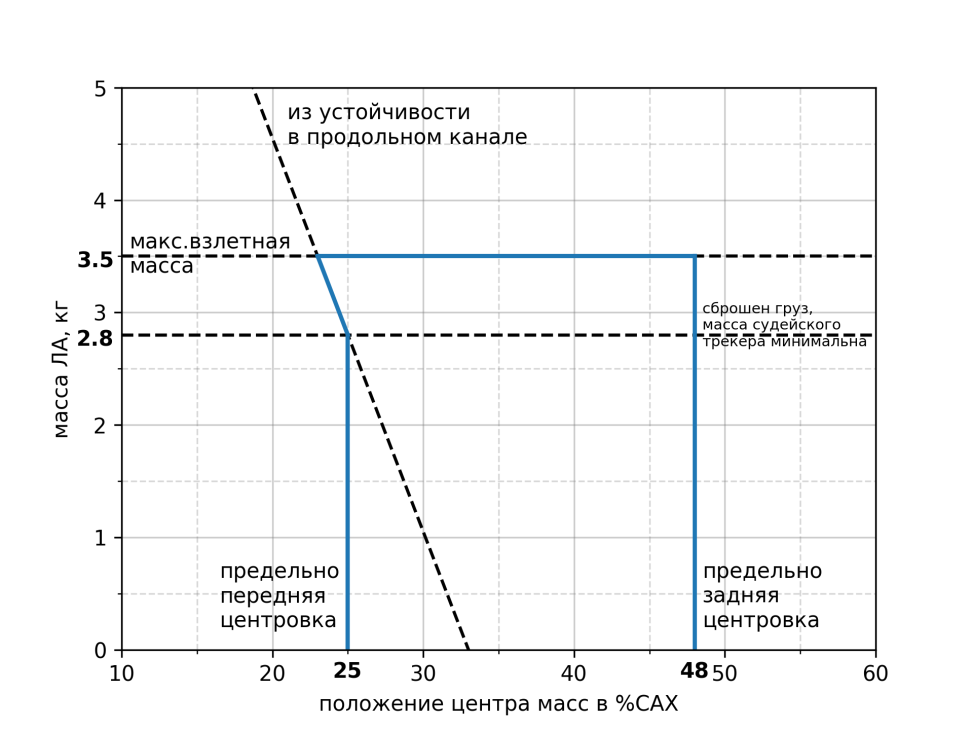 5
из устойчивости
в продольном канале
4
макс.взлетная
3.5
масса
3
сброшен груз,
масса судейского
2.8
трекера минимальна
масса ЛА, кг
2
1
предельно
передняя
центровка
предельно
задняя
центровка
0
10 20 25 30 40 48 50 60
положение центра масс в %САХ